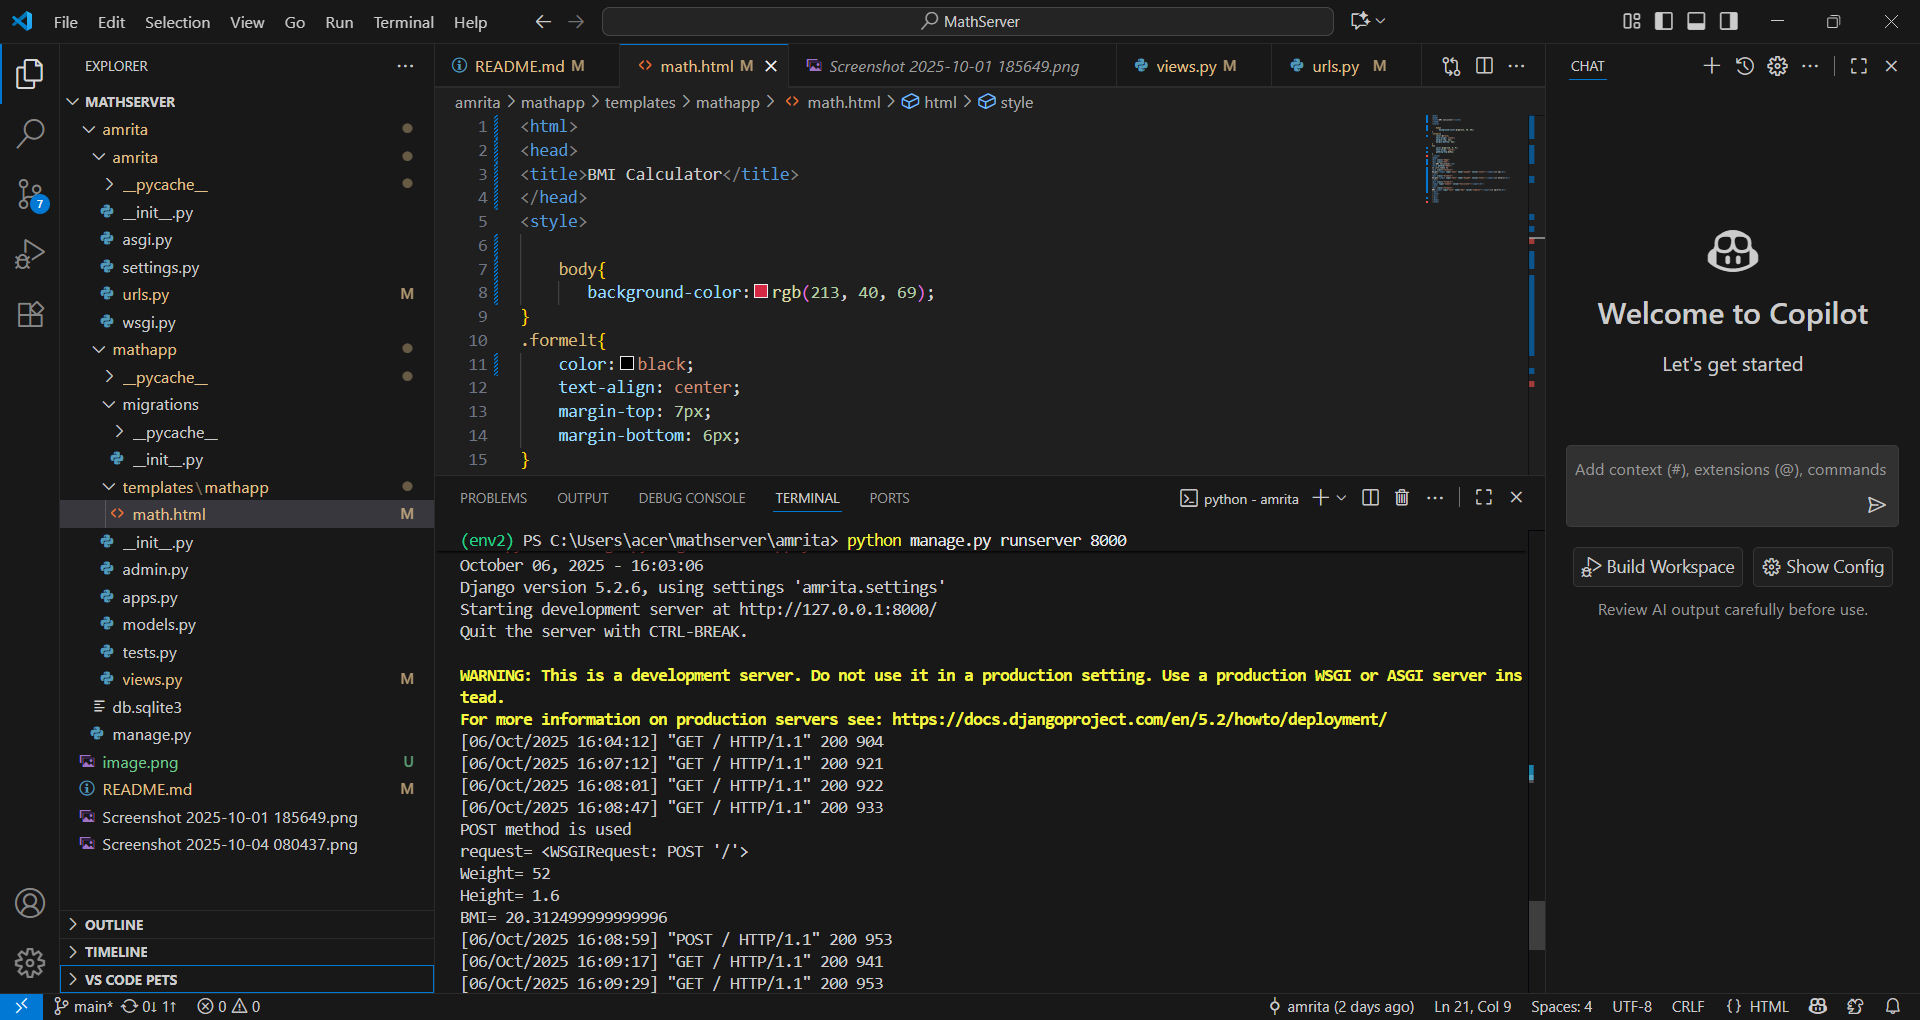 File Edit Selection View Go Run Terminal Help
MathServer
EXPLORER
MATHSERVER
amrita
amrita
__pycache__
__init__.py
asgi.py
settings.py
urls.py M
wsgi.py
mathapp
__pycache__
migrations
__pycache__
__init__.py
templates\mathapp
math.html M
__init__.py
admin.py
apps.py
models.py
tests.py
views.py M
db.sqlite3
manage.py
image.png U
README.md M
Screenshot 2025-10-01 185649.png
Screenshot 2025-10-04 080437.png
OUTLINE
TIMELINE
VS CODE PETS
7
README.md M
math.html M
Screenshot 2025-10-01 185649.png
views.py M
urls.py M
amrita > mathapp > templates > mathapp > math.html > html > style
1 <html>
2 <head>
3 <title>BMI Calculator</title>
4 </head>
5 <style>
6
7 body{
8 background-color: rgb(213, 40, 69);
9 }
10 .formelt{
11 color: black;
12 text-align: center;
13 margin-top: 7px;
14 margin-bottom: 6px;
15 }
PROBLEMS OUTPUT DEBUG CONSOLE TERMINAL PORTS
python - amrita
(env2) PS C:\Users\acer\mathserver\amrita> python manage.py runserver 8000
October 06, 2025 - 16:03:06
Django version 5.2.6, using settings 'amrita.settings'
Starting development server at http://127.0.0.1:8000/
Quit the server with CTRL-BREAK.
WARNING: This is a development server. Do not use it in a production setting. Use a production WSGI or ASGI server ins
tead.
For more information on production servers see: https://docs.djangoproject.com/en/5.2/howto/deployment/
[06/Oct/2025 16:04:12] "GET / HTTP/1.1" 200 904
[06/Oct/2025 16:07:12] "GET / HTTP/1.1" 200 921
[06/Oct/2025 16:08:01] "GET / HTTP/1.1" 200 922
[06/Oct/2025 16:08:47] "GET / HTTP/1.1" 200 933
POST method is used
request= <WSGIRequest: POST '/'>
Weight= 52
Height= 1.6
BMI= 20.312499999999996
[06/Oct/2025 16:08:59] "POST / HTTP/1.1" 200 953
[06/Oct/2025 16:09:17] "GET / HTTP/1.1" 200 941
[06/Oct/2025 16:09:29] "GET / HTTP/1.1" 200 953
CHAT
Welcome to Copilot
Let's get started
Add context (#), extensions (@), commands
Build Workspace
Show Config
Review AI output carefully before use.
main* 0↓ 1↑ 0 0
amrita (2 days ago) Ln 21, Col 9 Spaces: 4 UTF-8 CRLF {} HTML